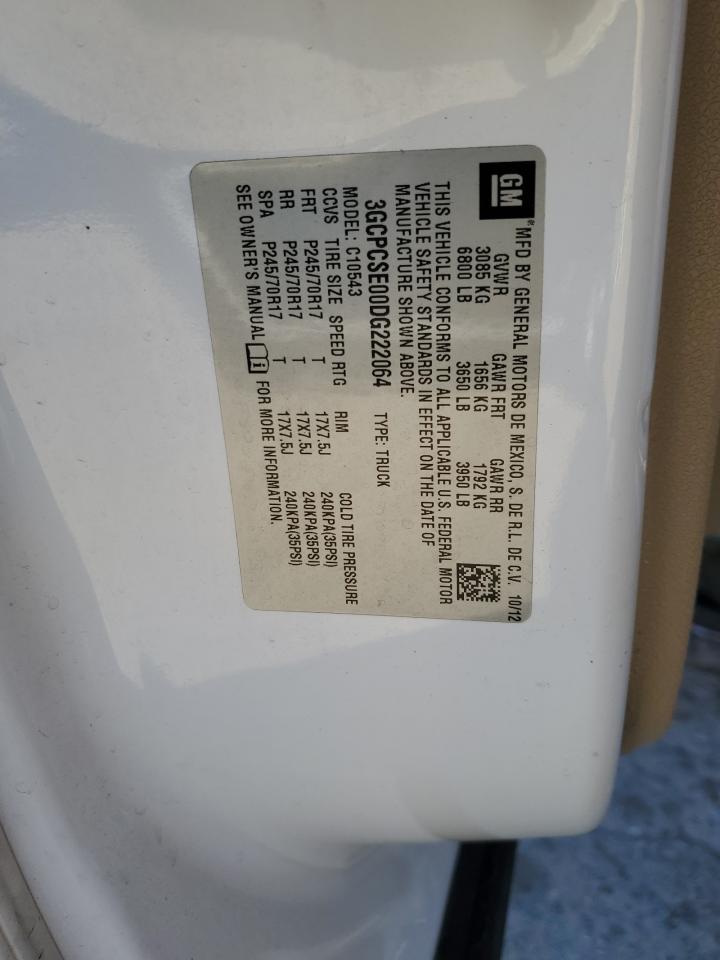 GM
® MFD BY GENERAL MOTORS DE MEXICO, S. DE R.L. DE C.V. 10/12
GVWR GAWR FRT GAWR RR
3085 KG 1656 KG 1792 KG
6800 LB 3650 LB 3950 LB
THIS VEHICLE CONFORMS TO ALL APPLICABLE U.S. FEDERAL MOTOR
VEHICLE SAFETY STANDARDS IN EFFECT ON THE DATE OF
MANUFACTURE SHOWN ABOVE.
3GCPCSE00DG222064 TYPE: TRUCK
MODEL: C10543
CCVS TIRE SIZE SPEED RTG RIM COLD TIRE PRESSURE
FRT P245/70R17 T 17X7.5J 240KPA(35PSI)
RR P245/70R17 T 17X7.5J 240KPA(35PSI)
SPA P245/70R17 T 17X7.5J 240KPA(35PSI)
SEE OWNER'S MANUAL i FOR MORE INFORMATION.